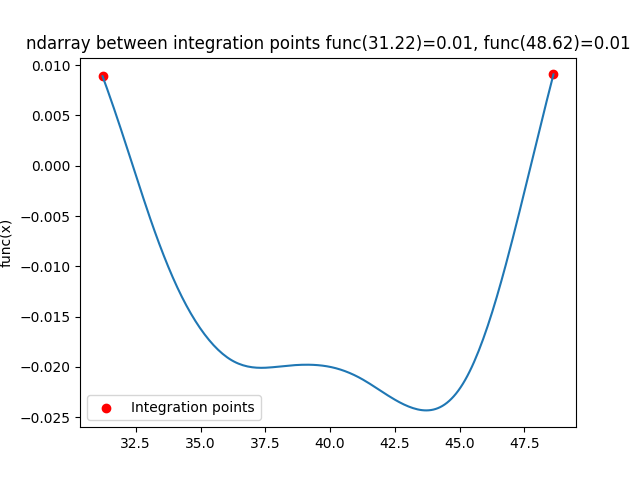 ndarray between integration points func(31.22)=0.01, func(48.62)=0.01
0.010
0.005
0.000
−0.005
−0.010
−0.015
−0.020
−0.025
func(x)
Integration points
32.5 35.0 37.5 40.0 42.5 45.0 47.5